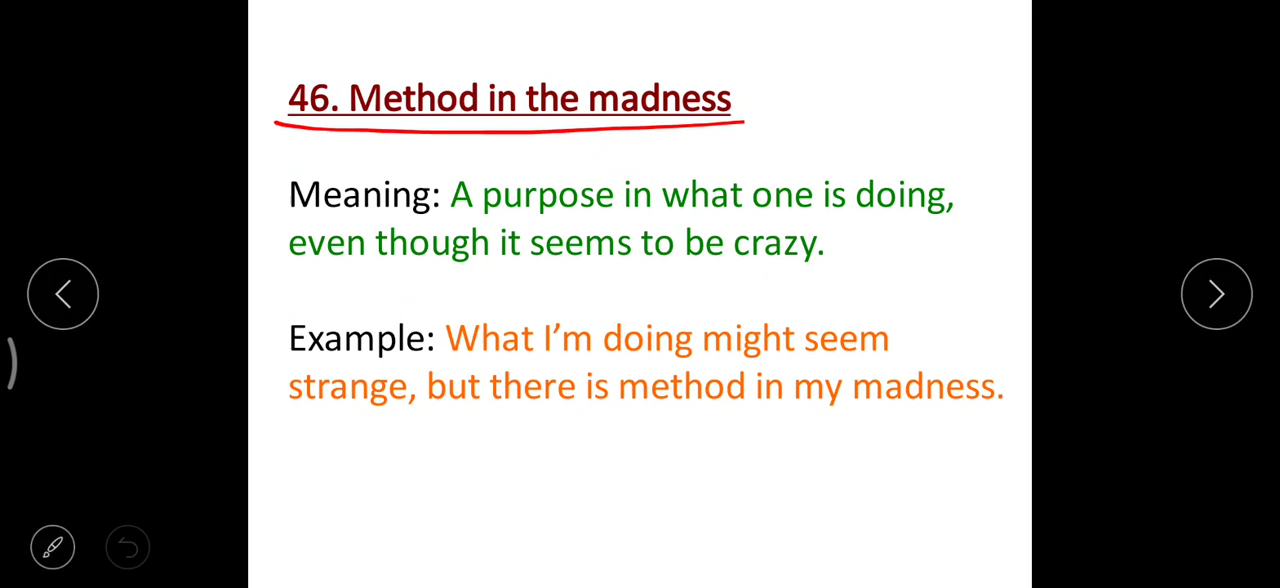 46. Method in the madness
Meaning: A purpose in what one is doing,
even though it seems to be crazy.
Example: What I’m doing might seem
strange, but there is method in my madness.